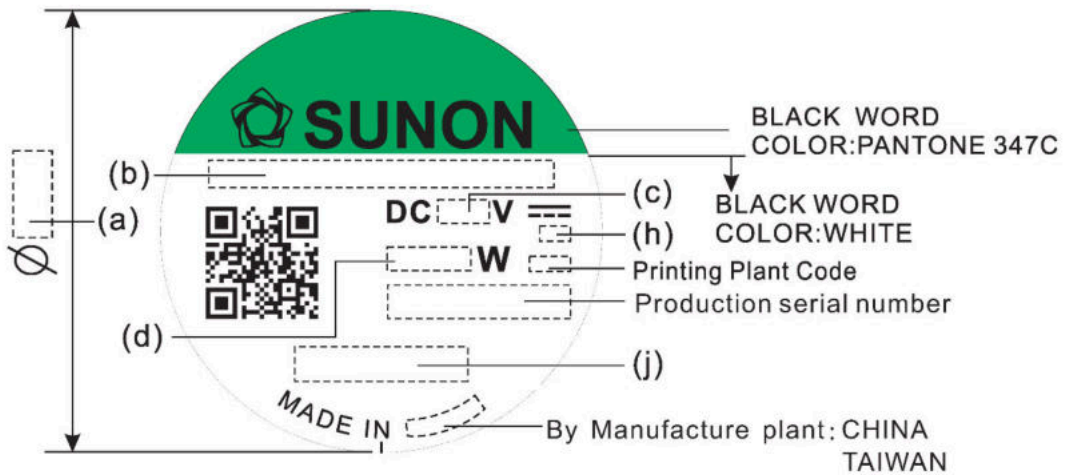 SUNON
BLACK WORD
COLOR:PANTONE 347C
(b)
(c)
DC V
BLACK WORD
COLOR:WHITE
(a)
(h)
Ø
W
Printing Plant Code
Production serial number
(d)
(j)
MADE IN
By Manufacture plant: CHINA
TAIWAN